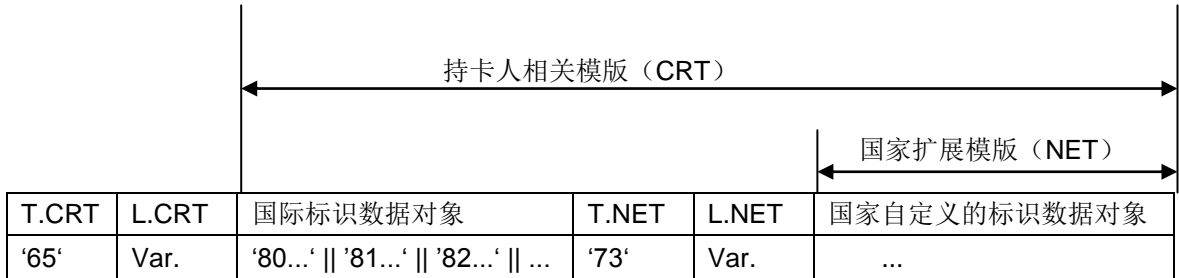 持卡人相关模版（CRT）
国家扩展模版（NET）
T.CRT L.CRT 国际标识数据对象 T.NET L.NET 国家自定义的标识数据对象
‘65‘ Var. ‘80...‘ || ’81...‘ || ’82...‘ || ... ‘73‘ Var. ...